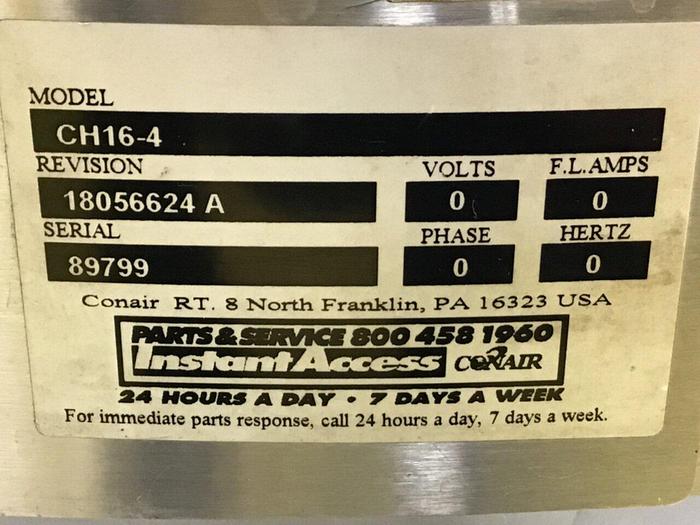 MODEL
CH16-4
REVISION VOLTS F.L.AMPS
18056624 A 0 0
SERIAL PHASE HERTZ
89799 0 0
Conair RT. 8 North Franklin, PA 16323 USA
PARTS & SERVICE 800 458 1960
Instant Access CONAIR
24 HOURS A DAY • 7 DAYS A WEEK
For immediate parts response, call 24 hours a day, 7 days a week.